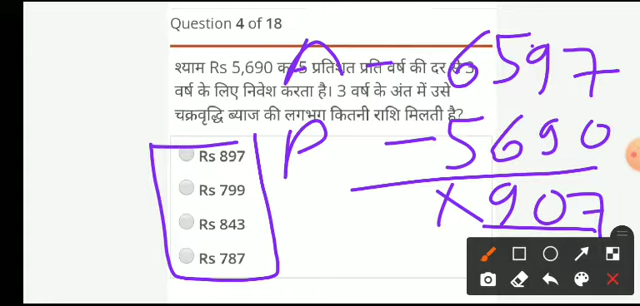 Question 4 of 18
श्याम Rs 5,690 का 5 प्रतिशत प्रति वर्ष की दर से 3
वर्ष के लिए निवेश करता है। 3 वर्ष के अंत में उसे
चक्रवृद्धि ब्याज की लगभग कितनी राशि मिलती है?
Rs 897
Rs 799
Rs 843
Rs 787
A - 6597
P - 5690
× 907